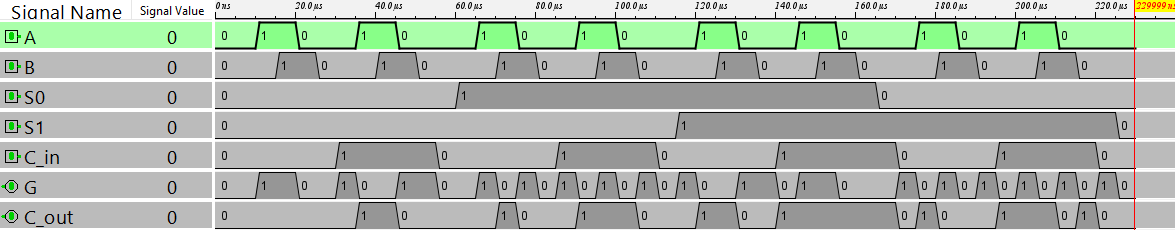 Signal Name Signal Value 0 ns 20.0 µs 40.0 µs 60.0 µs 80.0 µs 100.0 µs 120.0 µs 140.0 µs 160.0 µs 180.0 µs 200.0 µs 220.0 µs 229999 ns
A 0 0 1 0 1 0 1 0 1 0 1 0 1 0 1 0 1 0
B 0 0 1 0 1 0 1 0 1 0 1 0 1 0 1 0 1 0
S0 0 0 1 0
S1 0 0 1 0
C_in 0 0 1 0 1 0 1 0 1 0
G 0 0 1 0 1 0 1 0 1 0 1 0 1 0 1 0 1 0 1 0 1 0 1 0 1 0 1 0 1 0 1 0 1 0 1 0
C_out 0 0 1 0 1 0 1 0 1 0 1 0 1 0 1 0 1 0